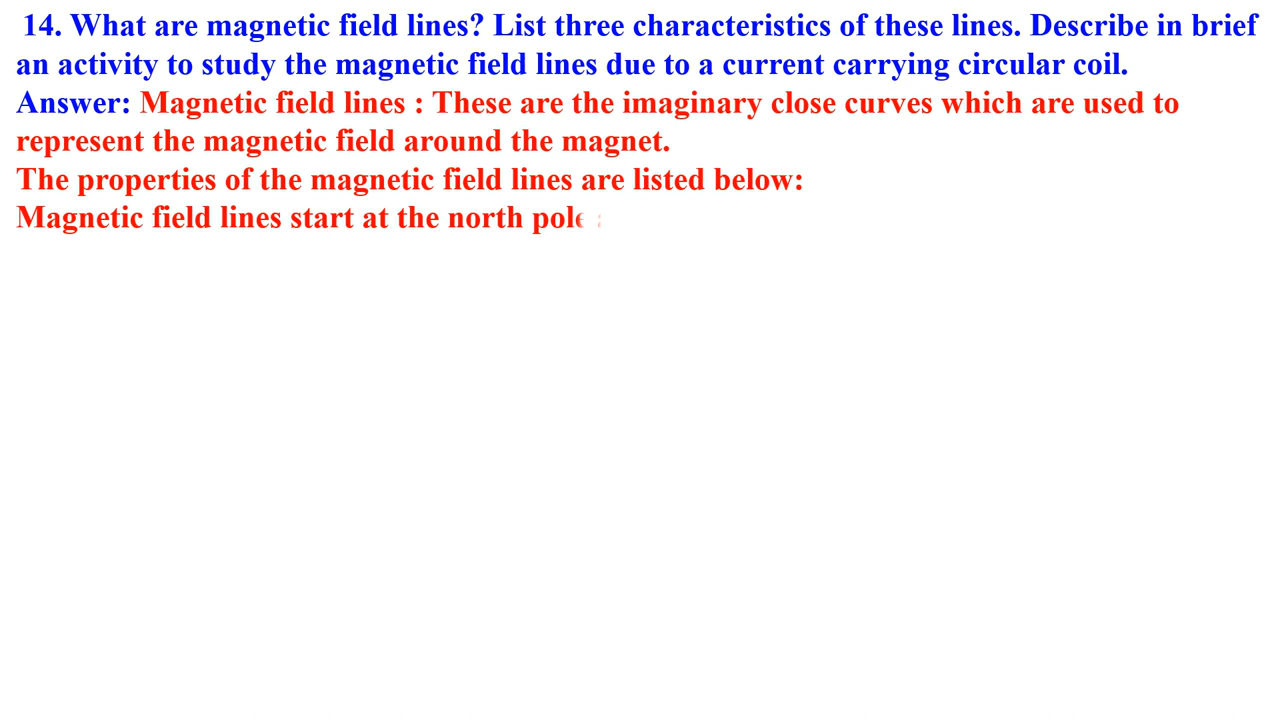 14. What are magnetic field lines? List three characteristics of these lines. Describe in brief
an activity to study the magnetic field lines due to a current carrying circular coil.
Answer: Magnetic field lines : These are the imaginary close curves which are used to
represent the magnetic field around the magnet.
The properties of the magnetic field lines are listed below:
Magnetic field lines start at the north pole